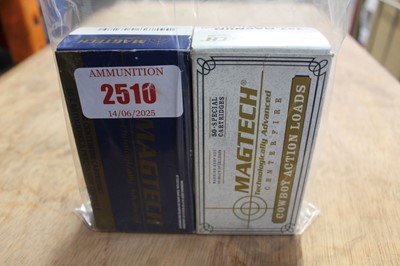 MAGTECH
AMMUNITION
2510
14/06/2025
MAGTECH
50 • SPECIAL
CARTRIDGES
MAGTECH
Technologically Advanced
CENTERFIRE
COWBOY ACTION LOADS